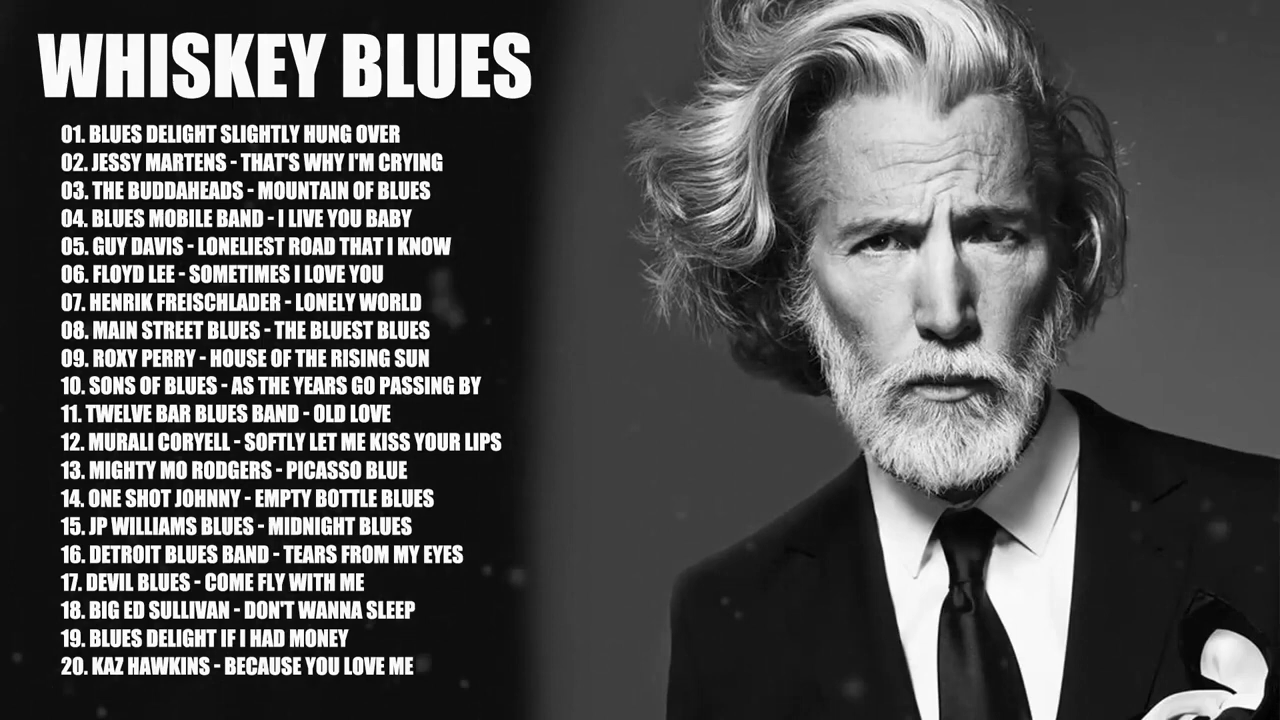 WHISKEY BLUES
01. BLUES DELIGHT SLIGHTLY HUNG OVER
02. JESSY MARTENS - THAT'S WHY I'M CRYING
03. THE BUDDAHEADS - MOUNTAIN OF BLUES
04. BLUES MOBILE BAND - I LIVE YOU BABY
05. GUY DAVIS - LONELIEST ROAD THAT I KNOW
06. FLOYD LEE - SOMETIMES I LOVE YOU
07. HENRIK FREISCHLADER - LONELY WORLD
08. MAIN STREET BLUES - THE BLUEST BLUES
09. ROXY PERRY - HOUSE OF THE RISING SUN
10. SONS OF BLUES - AS THE YEARS GO PASSING BY
11. TWELVE BAR BLUES BAND - OLD LOVE
12. MURALI CORYELL - SOFTLY LET ME KISS YOUR LIPS
13. MIGHTY MO RODGERS - PICASSO BLUE
14. ONE SHOT JOHNNY - EMPTY BOTTLE BLUES
15. JP WILLIAMS BLUES - MIDNIGHT BLUES
16. DETROIT BLUES BAND - TEARS FROM MY EYES
17. DEVIL BLUES - COME FLY WITH ME
18. BIG ED SULLIVAN - DON'T WANNA SLEEP
19. BLUES DELIGHT IF I HAD MONEY
20. KAZ HAWKINS - BECAUSE YOU LOVE ME